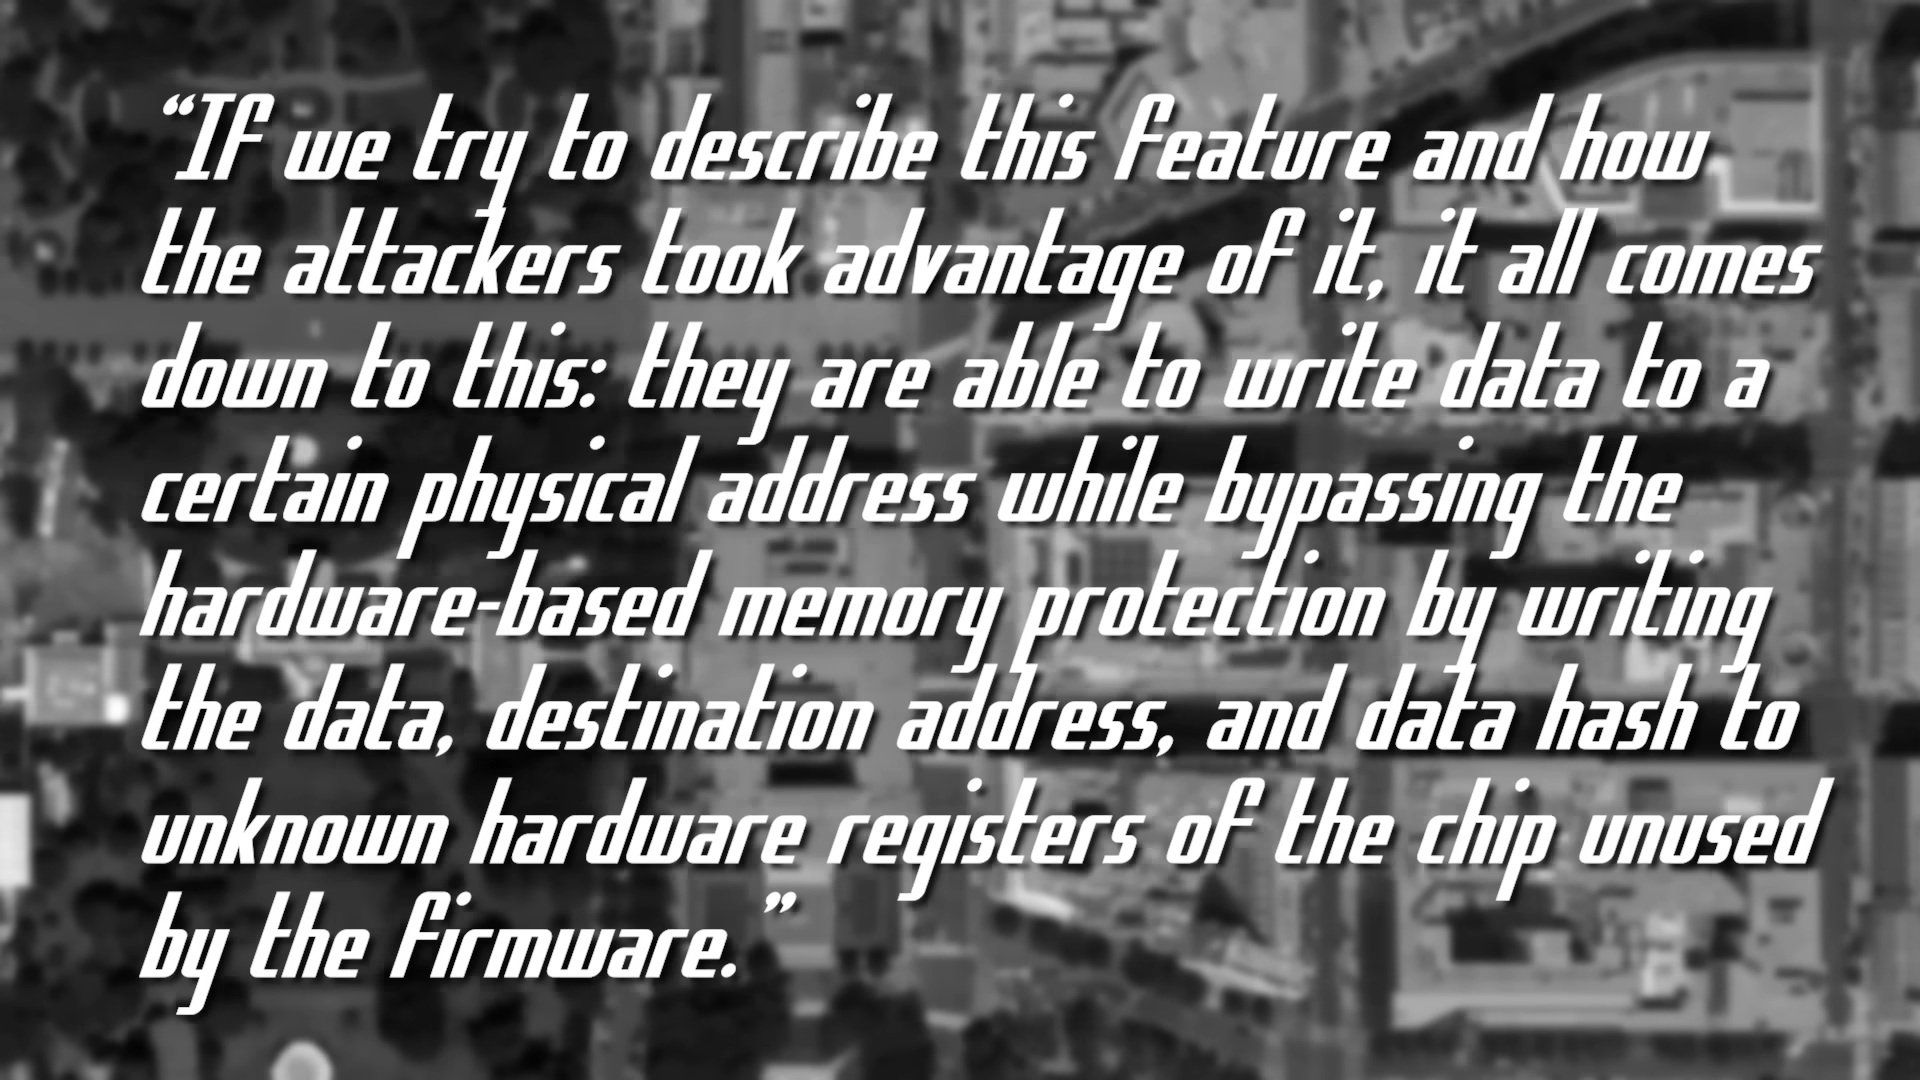 “If we try to describe this feature and how
the attackers took advantage of it, it all comes
down to this: they are able to write data to a
certain physical address while bypassing the
hardware-based memory protection by writing
the data, destination address, and data hash to
unknown hardware registers of the chip unused
by the firmware.”